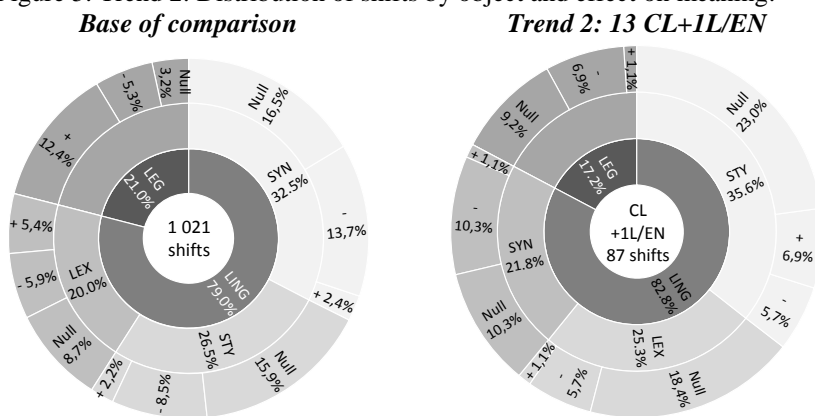 Figure 3. Trend 2: Distribution of shifts by object and effect on meaning.
Base of comparison
Null
16,5%
-
13,7%
+ 2,4%
Null
15,9%
- 8,5%
+ 2,2%
Null
8,7%
- 5,9%
+ 5,4%
+
12,4%
- 5,3%
Null
3,2%
SYN
32.5%
STY
26.5%
LEX
20.0%
LEG
21.0%
LING
79.0%
1 021
shifts
Trend 2: 13 CL+1L/EN
Null
23,0%
+
6,9%
-
5,7%
Null
18,4%
-
5,7%
+ 1,1%
Null
10,3%
-
10,3%
+ 1,1%
Null
9,2%
-
6,9%
+ 1,1%
STY
35.6%
LEX
25.3%
SYN
21.8%
LEG
17.2%
LING
82.8%
CL
+1L/EN
87 shifts